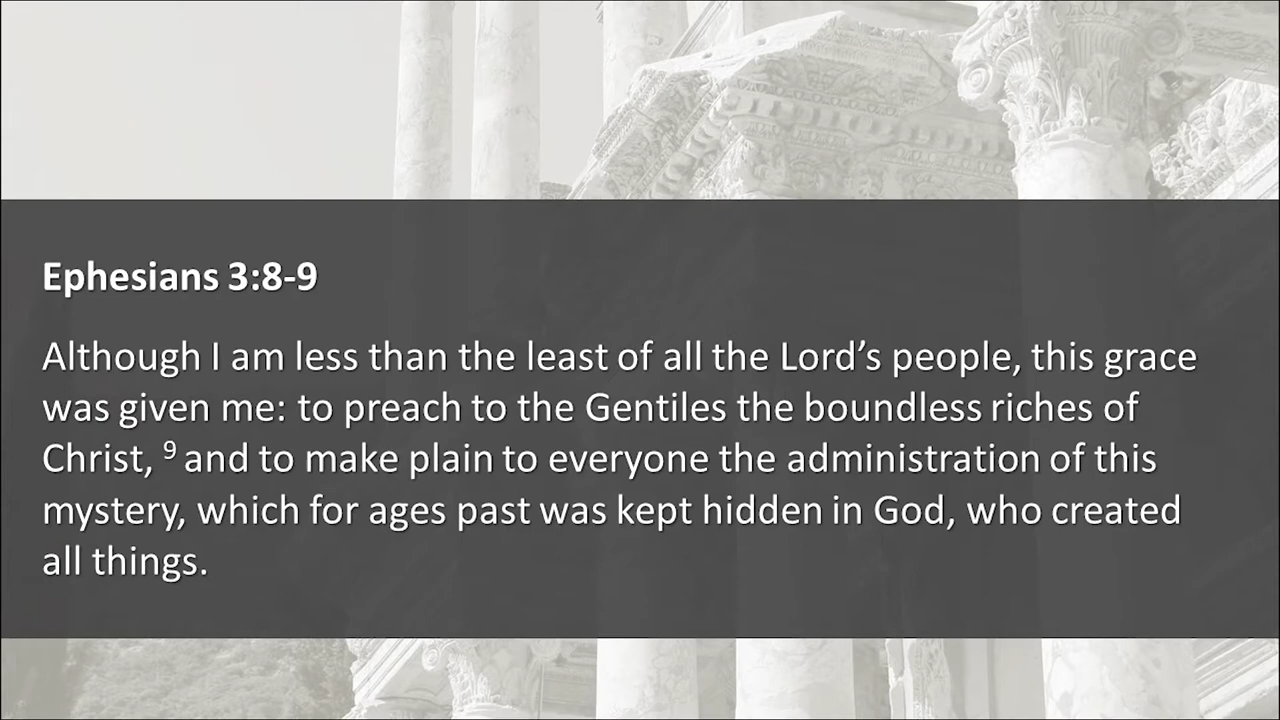 Ephesians 3:8-9
Although I am less than the least of all the Lord’s people, this grace
was given me: to preach to the Gentiles the boundless riches of
Christ, ⁹ and to make plain to everyone the administration of this
mystery, which for ages past was kept hidden in God, who created
all things.